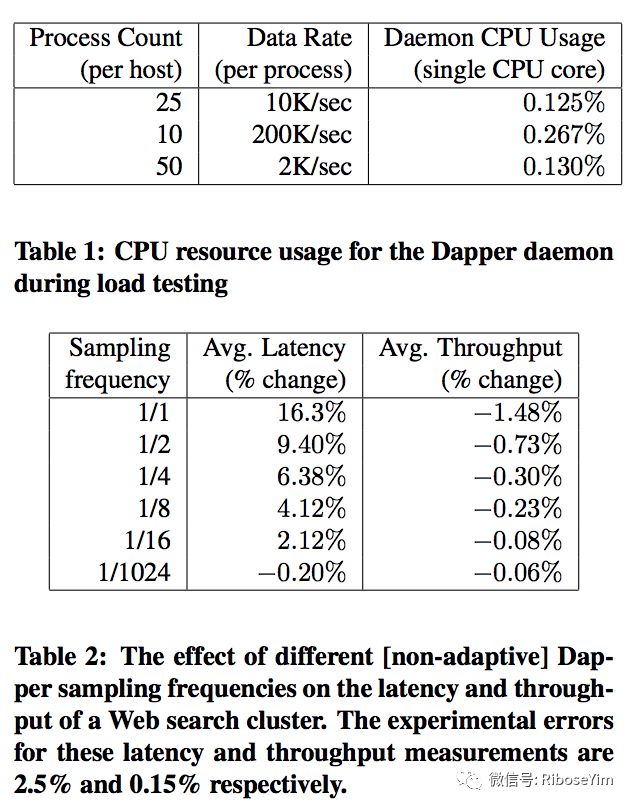 Process Count Data Rate Daemon CPU Usage
(per host) (per process) (single CPU core)
25 10K/sec 0.125%
10 200K/sec 0.267%
50 2K/sec 0.130%
Table 1: CPU resource usage for the Dapper daemon
during load testing
Sampling Avg. Latency Avg. Throughput
frequency (% change) (% change)
1/1 16.3% −1.48%
1/2 9.40% −0.73%
1/4 6.38% −0.30%
1/8 4.12% −0.23%
1/16 2.12% −0.08%
1/1024 −0.20% −0.06%
Table 2: The effect of different [non-adaptive] Dap-
per sampling frequencies on the latency and through-
put of a Web search cluster. The experimental errors
for these latency and throughput measurements are
2.5% and 0.15% respectively.
微信号: RiboseYim